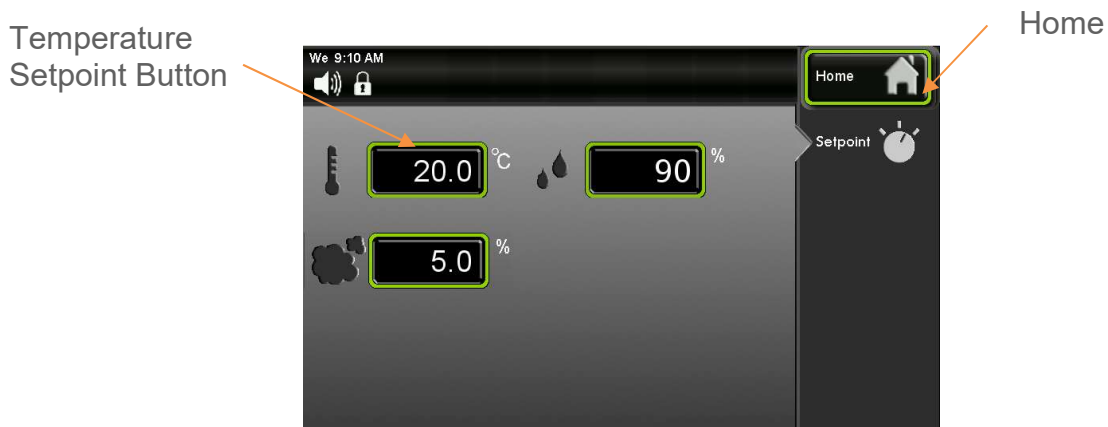 Temperature
Setpoint Button
Home
We 9:10 AM
Home
Setpoint
20.0 °C
90 %
5.0 %